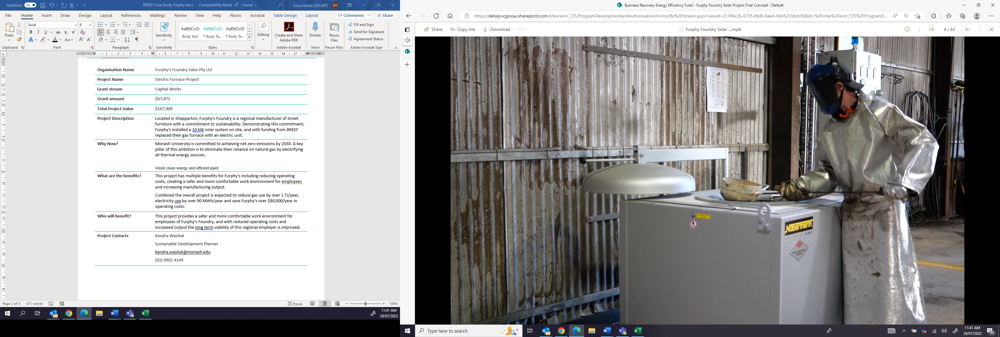 AutoSave On
BREEF Case Study Furphy.docx - Compatibility Mode • Saved
Siska Hester (DELWP) SH
File Home Insert Draw Design Layout References Mailings Review View Help Places Acrobat Table Design Layout Comments Share
Paste
Arial 9
B I U ab x₂ x²
A A Aa A A
Sensitivity
AaBbCcDı AaBbCcDı AaBbCcDı
Body Text ¶ Body Te... ¶ Body Te...
Editing
Create and Share
Adobe PDF
Dictate
Reuse
Files
Fill and Sign
Send for Signature
Agreement Status
Clipboard Font Paragraph Sensitivity Styles Adobe Acrobat Voice Reuse Files Adobe Acrobat Sign
Organisation Name Furphy's Foundry Sales Pty Ltd
Project Name Electric Furnace Project
Grant stream Capital Works
Grant amount $67,872
Total Project Value $167,909
Project Description Located in Shepparton, Furphy's Foundry is a regional manufacturer of street
furniture with a commitment to sustainability. Demonstrating this commitment,
Furphy's installed a 10 kW solar system on site, and with funding from BREEF
replaced their gas furnace with an electric unit.
Why Now? Monash University is committed to achieving net zero emissions by 2030. A key
pillar of this ambition is to eliminate their reliance on natural gas by electrifying
all thermal energy sources.
Vision clean energy and efficient plant
What are the benefits? This project has multiple benefits for Furphy's including reducing operating
costs, creating a safer and more comfortable work environment for employees
and increasing manufacturing output.
Combined the overall project is expected to reduce gas use by over 1 TJ/year,
electricity use by over 90 MWh/year and save Furphy's over $80,000/year in
operating costs.
Who will benefit? This project provides a safer and more comfortable work environment for
employees of Furphy's Foundry, and with reduced operating costs and
increased output the long term viability of this regional employer is improved.
Project Contacts Kendra Wasiluk
Sustainable Development Planner
kendra.wasiluk@monash.edu
(03) 9902 4149
Page 2 of 3 471 words Focus 100%
11:41 AM
29/07/2022
Business Recovery Energy Efficiency Fund - Furphy Foundry Solar Project Final Cut.mp4 - Default
https://delwpvicgovau.sharepoint.com/sites/ecm_725/ProgramDevelopmentandAuthorisation/Forms/By%20Stream.aspx?viewid=21106c2b-672f-49d0-8aed-66b52138cb30&id=%2Fsites%2Fecm_725%2FProgramD...
Share Copy link Download
Furphy Foundry Solar ....mp4
4 / 63
Nabertherm
MORE THAN HEAT 30-3000°C
Type here to search
11:41 AM
29/07/2022
30